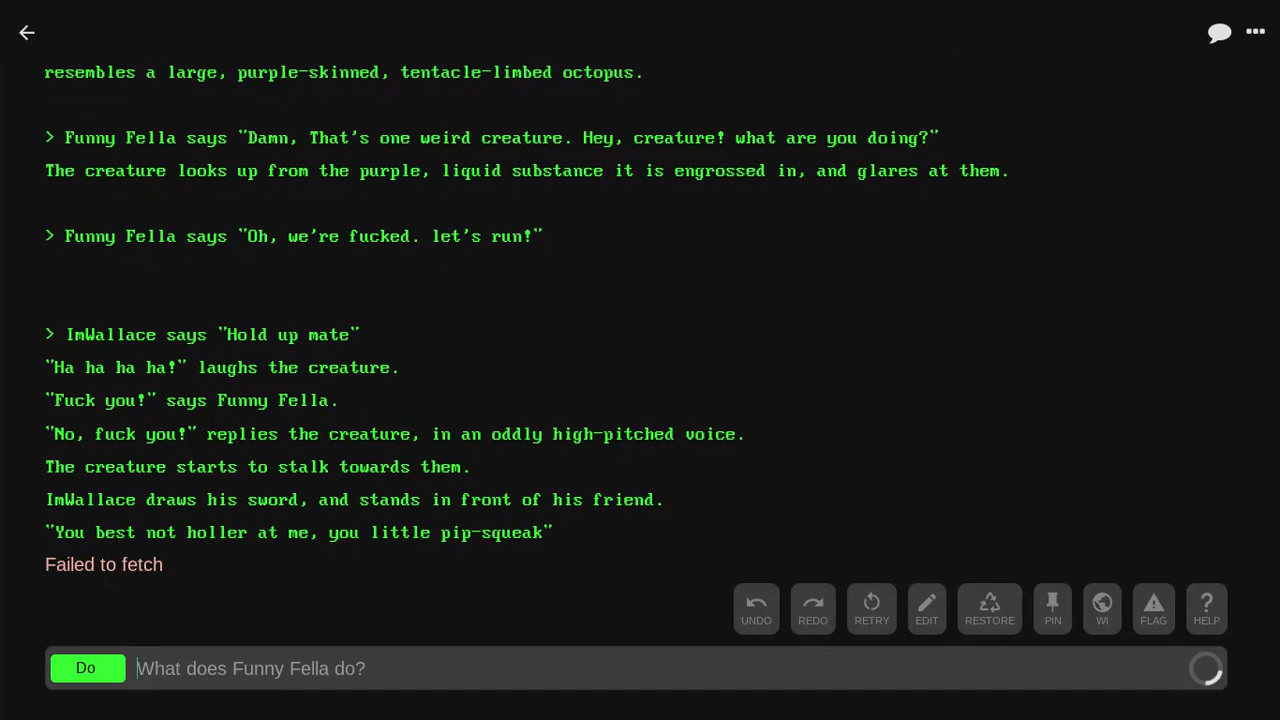 resembles a large, purple-skinned, tentacle-limbed octopus.
> Funny Fella says "Damn, That's one weird creature. Hey, creature! what are you doing?"
The creature looks up from the purple, liquid substance it is engrossed in, and glares at them.
> Funny Fella says "Oh, we're fucked. let's run!"
> ImWallace says "Hold up mate"
"Ha ha ha ha!" laughs the creature.
"Fuck you!" says Funny Fella.
"No, fuck you!" replies the creature, in an oddly high-pitched voice.
The creature starts to stalk towards them.
ImWallace draws his sword, and stands in front of his friend.
"You best not holler at me, you little pip-squeak"
Failed to fetch
UNDO REDO RETRY EDIT RESTORE PIN WI FLAG HELP
Do What does Funny Fella do?